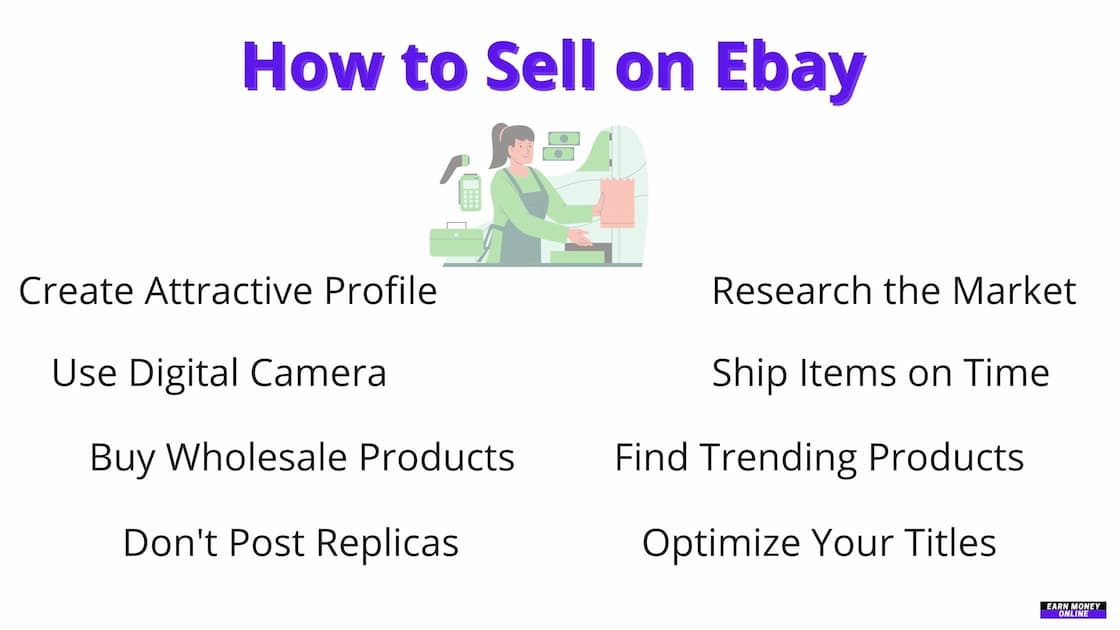 How to Sell on Ebay
Create Attractive Profile
Research the Market
Use Digital Camera
Ship Items on Time
Buy Wholesale Products
Find Trending Products
Don't Post Replicas
Optimize Your Titles
EARN MONEY
ONLINE